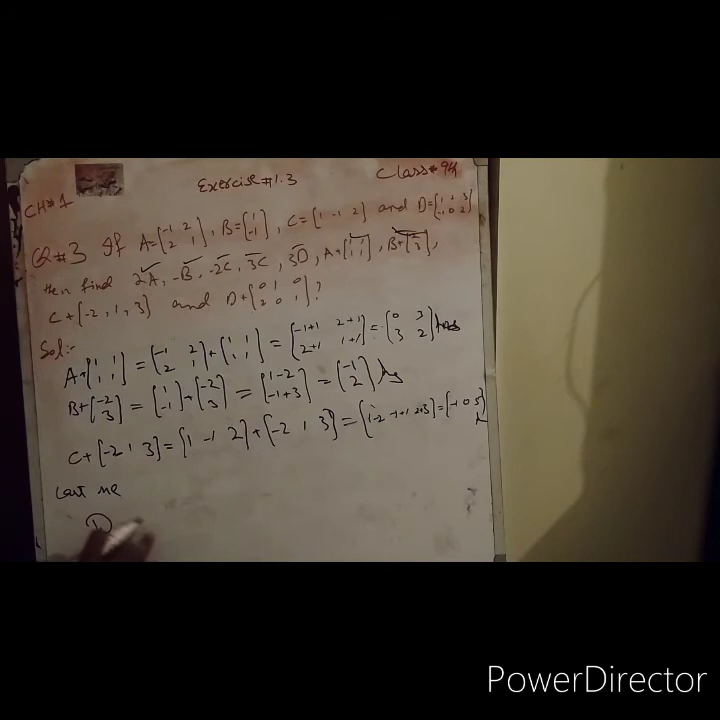 Exercise #1.3
Class # 9th
CH#1
Q#3 If A=[-1 2
2 1], B=[1
-1], C=[1 -1 2] and D=[1 2 3
-1 0 2]
then find 2A, -B, -2C, 3C, 3D, A+[1 1
1 1], B+[-2
3],
C+[-2, 1, 3] and D+[0 1 0
2 0 1]?
Sol:-
A+[1 1
1 1] = [-1 2
2 1]+[1 1
1 1] = [-1+1 2+1
2+1 1+1] = [0 3
3 2] Ans
B+[-2
3] = [1
-1]+[-2
3] = [1-2
-1+3] = [-1
2] As
C+[-2 1 3] = [1 -1 2]+[-2 1 3] = [1-2 -1+1 2+3] = [-1 0 5]
D
PowerDirector